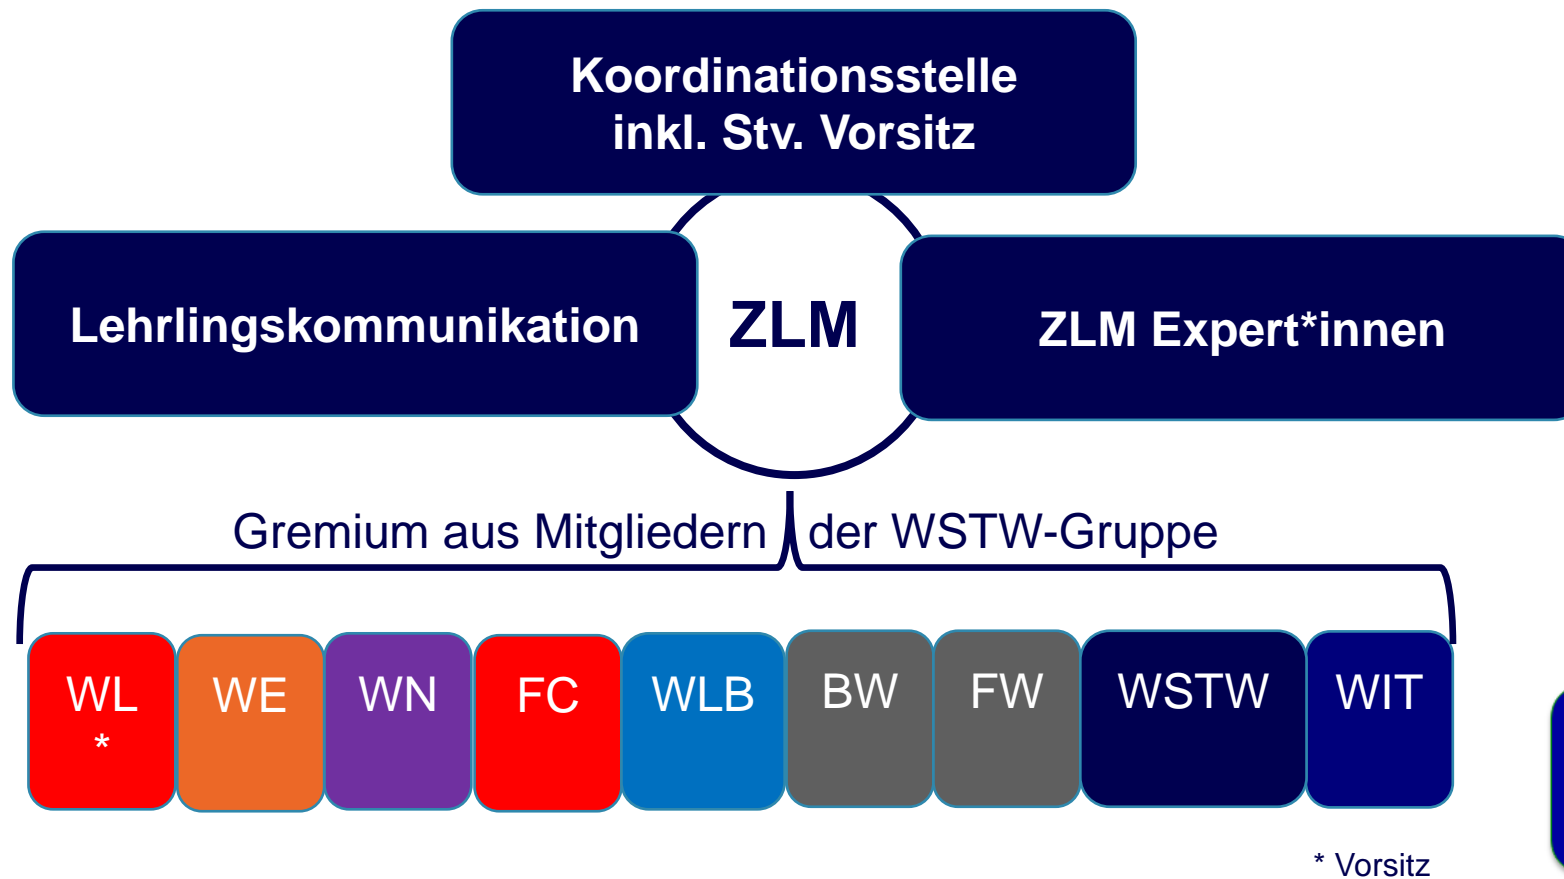 Koordinationsstelle
inkl. Stv. Vorsitz
Lehrlingskommunikation
ZLM
ZLM Expert*innen
Gremium aus Mitgliedern der WSTW-Gruppe
WL
*
WE
WN
FC
WLB
BW
FW
WSTW
WIT
* Vorsitz